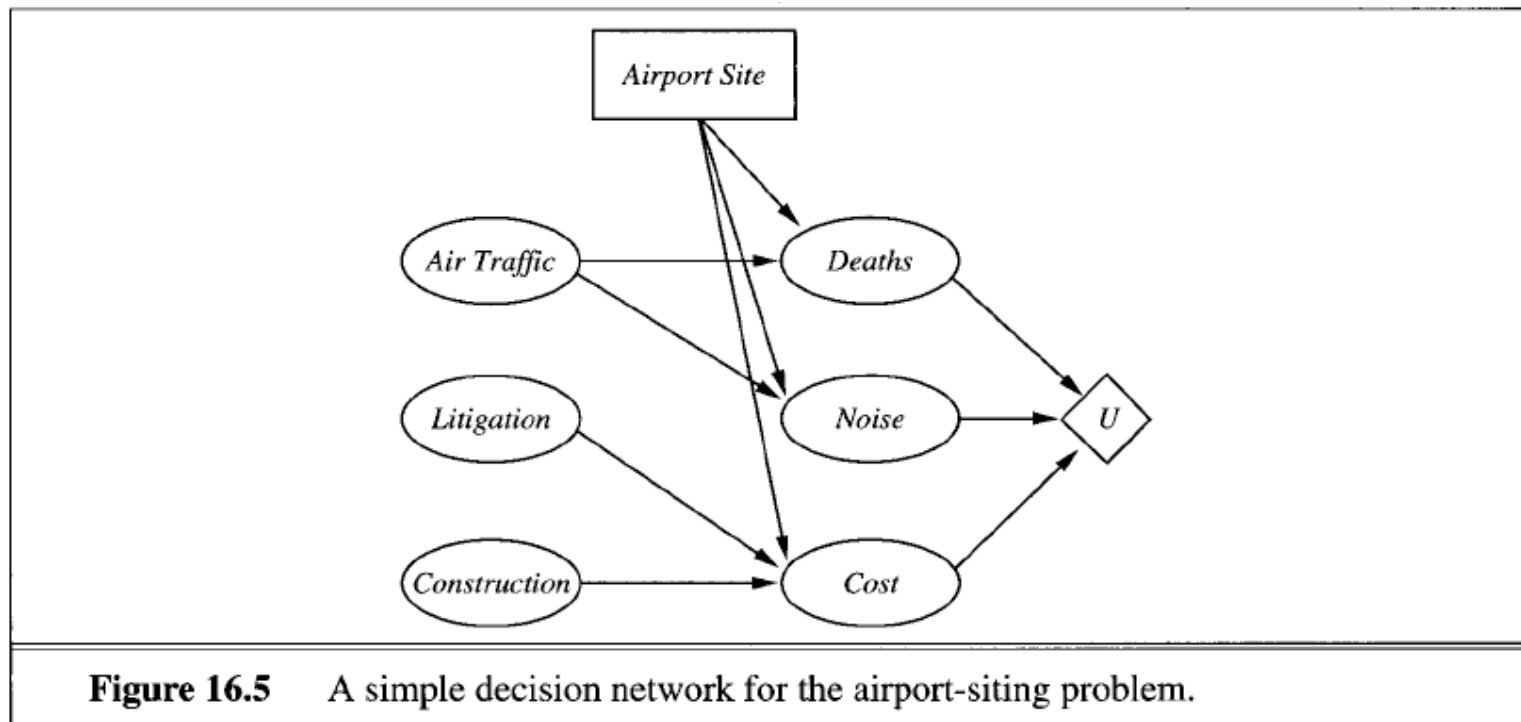 Airport Site
Air Traffic
Deaths
Litigation
Noise
U
Construction
Cost
Figure 16.5 A simple decision network for the airport-siting problem.